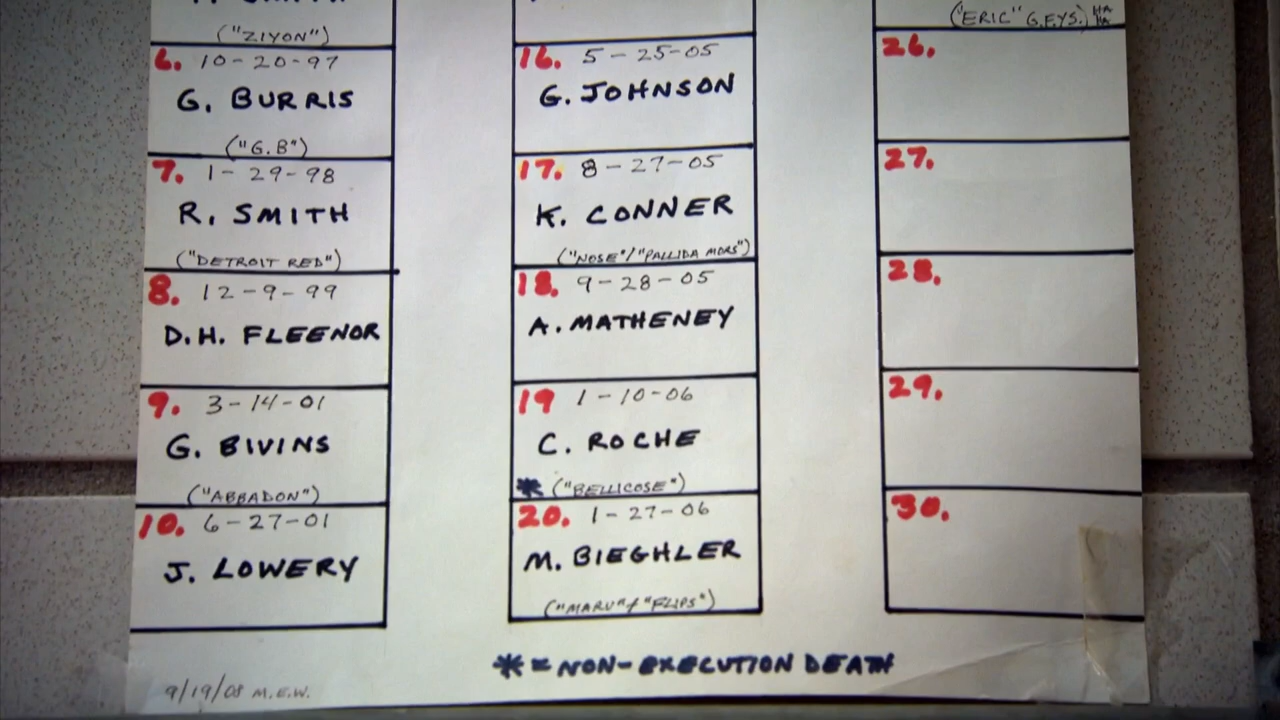 ("ZIYON")
6. 10-20-97
G. BURRIS
("G.B")
7. 1-29-98
R. SMITH
("DETROIT RED")
8. 12-9-99
D.H. FLEENOR
9. 3-14-01
G. BIVINS
("ABBADON")
10. 6-27-01
J. LOWERY
16. 5-25-05
G. JOHNSON
17. 8-27-05
K. CONNER
("NOSE"/"PALLIDA MORS")
18. 9-28-05
A. MATHENEY
19 1-10-06
C. ROCHE
* ("BELLICOSE")
20. 1-27-06
M. BIEGHLER
("MARV" & "FLIPS")
("ERIC" G.F.Y.S.) HA HA
26.
27.
28.
29.
30.
* = NON-EXECUTION DEATH
9/19/08 M.E.W.